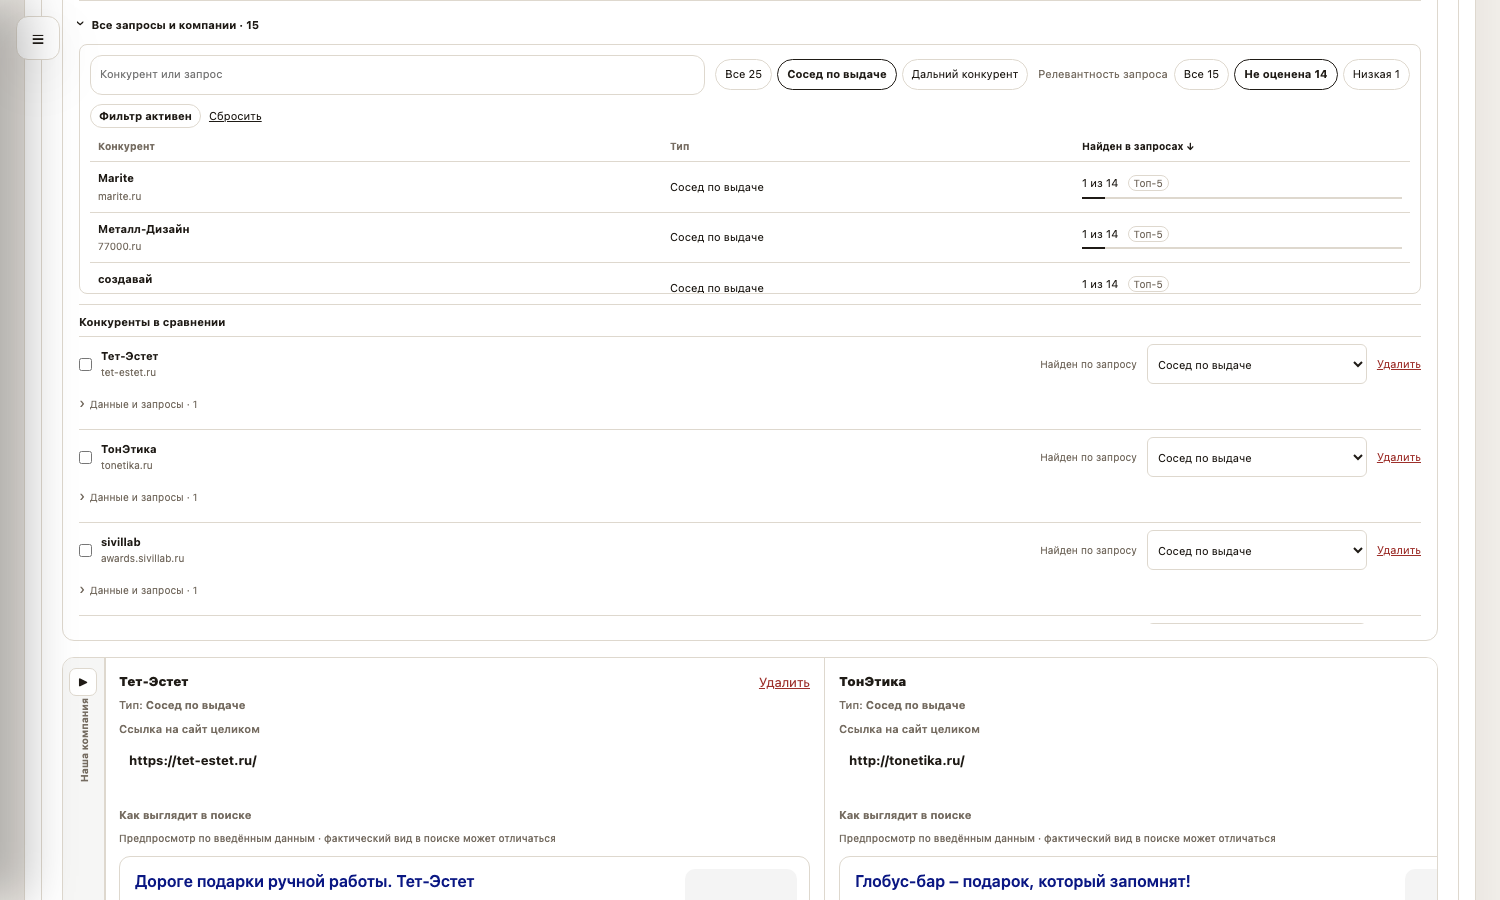 Все запросы и компании · 15
Конкурент или запрос
Все 25
Сосед по выдаче
Дальний конкурент
Релевантность запроса
Все 15
Не оценена 14
Низкая 1
Фильтр активен
Сбросить
Конкурент
Тип
Найден в запросах ↓
Marite
marite.ru
Сосед по выдаче
1 из 14
Топ-5
Металл-Дизайн
77000.ru
Сосед по выдаче
1 из 14
Топ-5
создавай
Сосед по выдаче
1 из 14
Топ-5
Конкуренты в сравнении
Тет-Эстет
tet-estet.ru
Найден по запросу
Сосед по выдаче
Удалить
Данные и запросы · 1
ТонЭтика
tonetika.ru
Найден по запросу
Сосед по выдаче
Удалить
Данные и запросы · 1
sivillab
awards.sivillab.ru
Найден по запросу
Сосед по выдаче
Удалить
Данные и запросы · 1
Наша компания
Тет-Эстет
Удалить
Тип: Сосед по выдаче
Ссылка на сайт целиком
https://tet-estet.ru/
Как выглядит в поиске
Предпросмотр по введённым данным · фактический вид в поиске может отличаться
Дороге подарки ручной работы. Тет-Эстет
ТонЭтика
Тип: Сосед по выдаче
Ссылка на сайт целиком
http://tonetika.ru/
Как выглядит в поиске
Предпросмотр по введённым данным · фактический вид в поиске может отличаться
Глобус-бар – подарок, который запомнят!